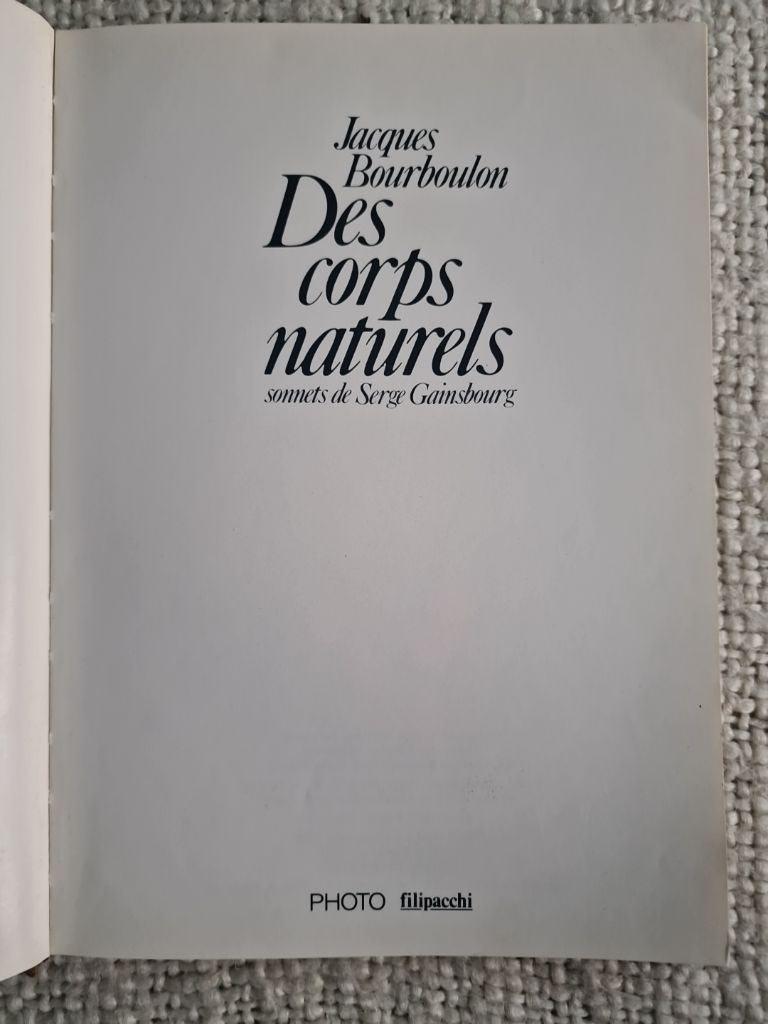 Jacques
Bourboulon
Des
corps
naturels
sonnets de Serge Gainsbourg
PHOTO filipacchi